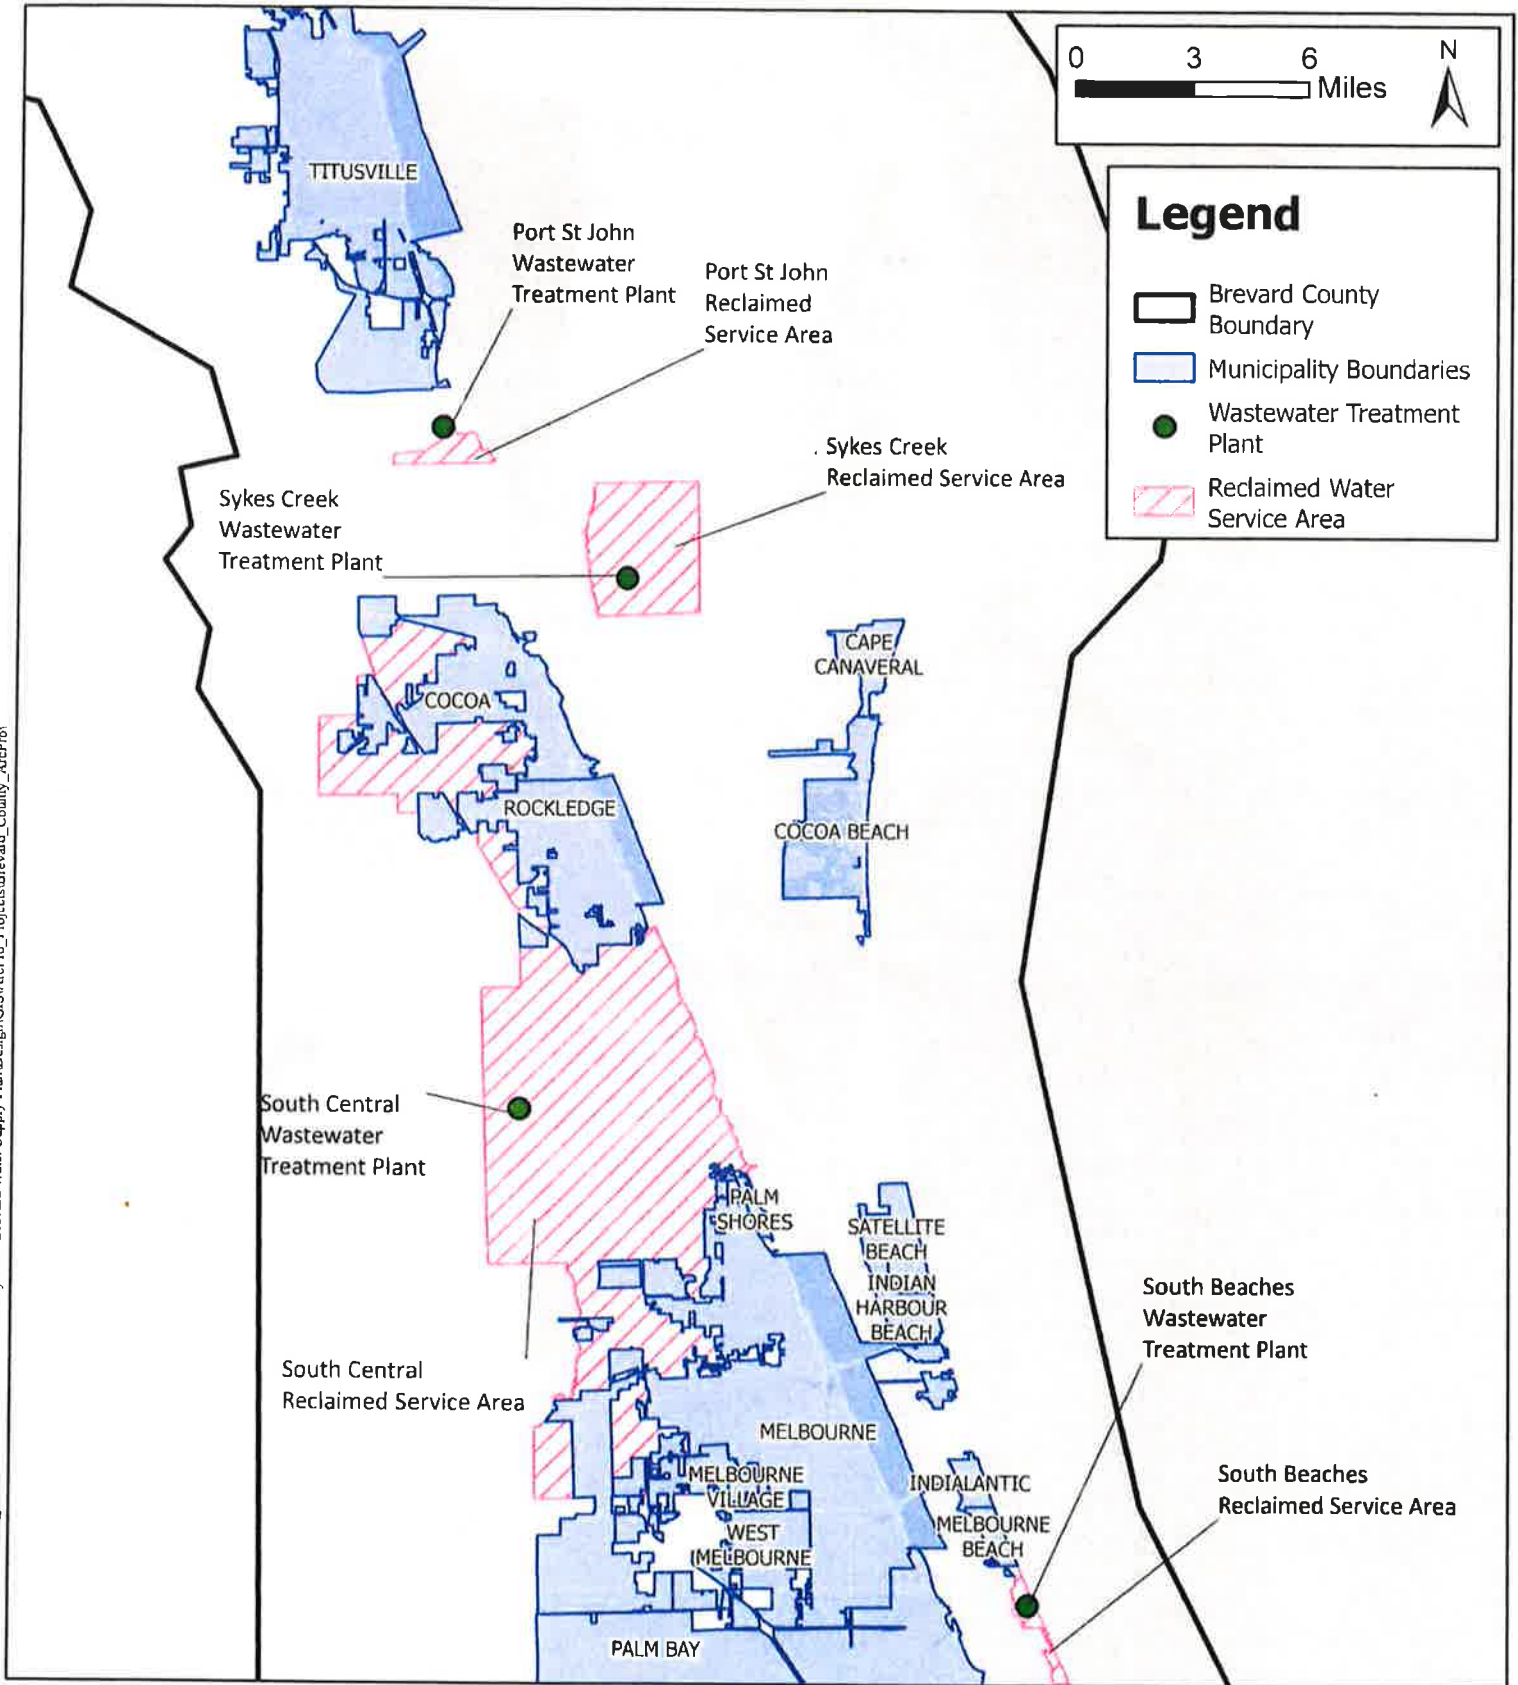 0 3 6
Miles
N
Legend
Brevard County
Boundary
Municipality Boundaries
Wastewater Treatment
Plant
Reclaimed Water
Service Area
TITUSVILLE
Port St John
Wastewater
Treatment Plant
Port St John
Reclaimed
Service Area
Sykes Creek
Reclaimed Service Area
Sykes Creek
Wastewater
Treatment Plant
CAPE
CANAVERAL
COCOA
ROCKLEDGE
COCOA BEACH
South Central
Wastewater
Treatment Plant
PALM
SHORES
SATELLITE
BEACH
INDIAN
HARBOUR
BEACH
South Beaches
Wastewater
Treatment Plant
South Central
Reclaimed Service Area
MELBOURNE
MELBOURNE
VILLAGE
INDIALANTIC
South Beaches
Reclaimed Service Area
WEST
MELBOURNE
MELBOURNE
BEACH
PALM BAY